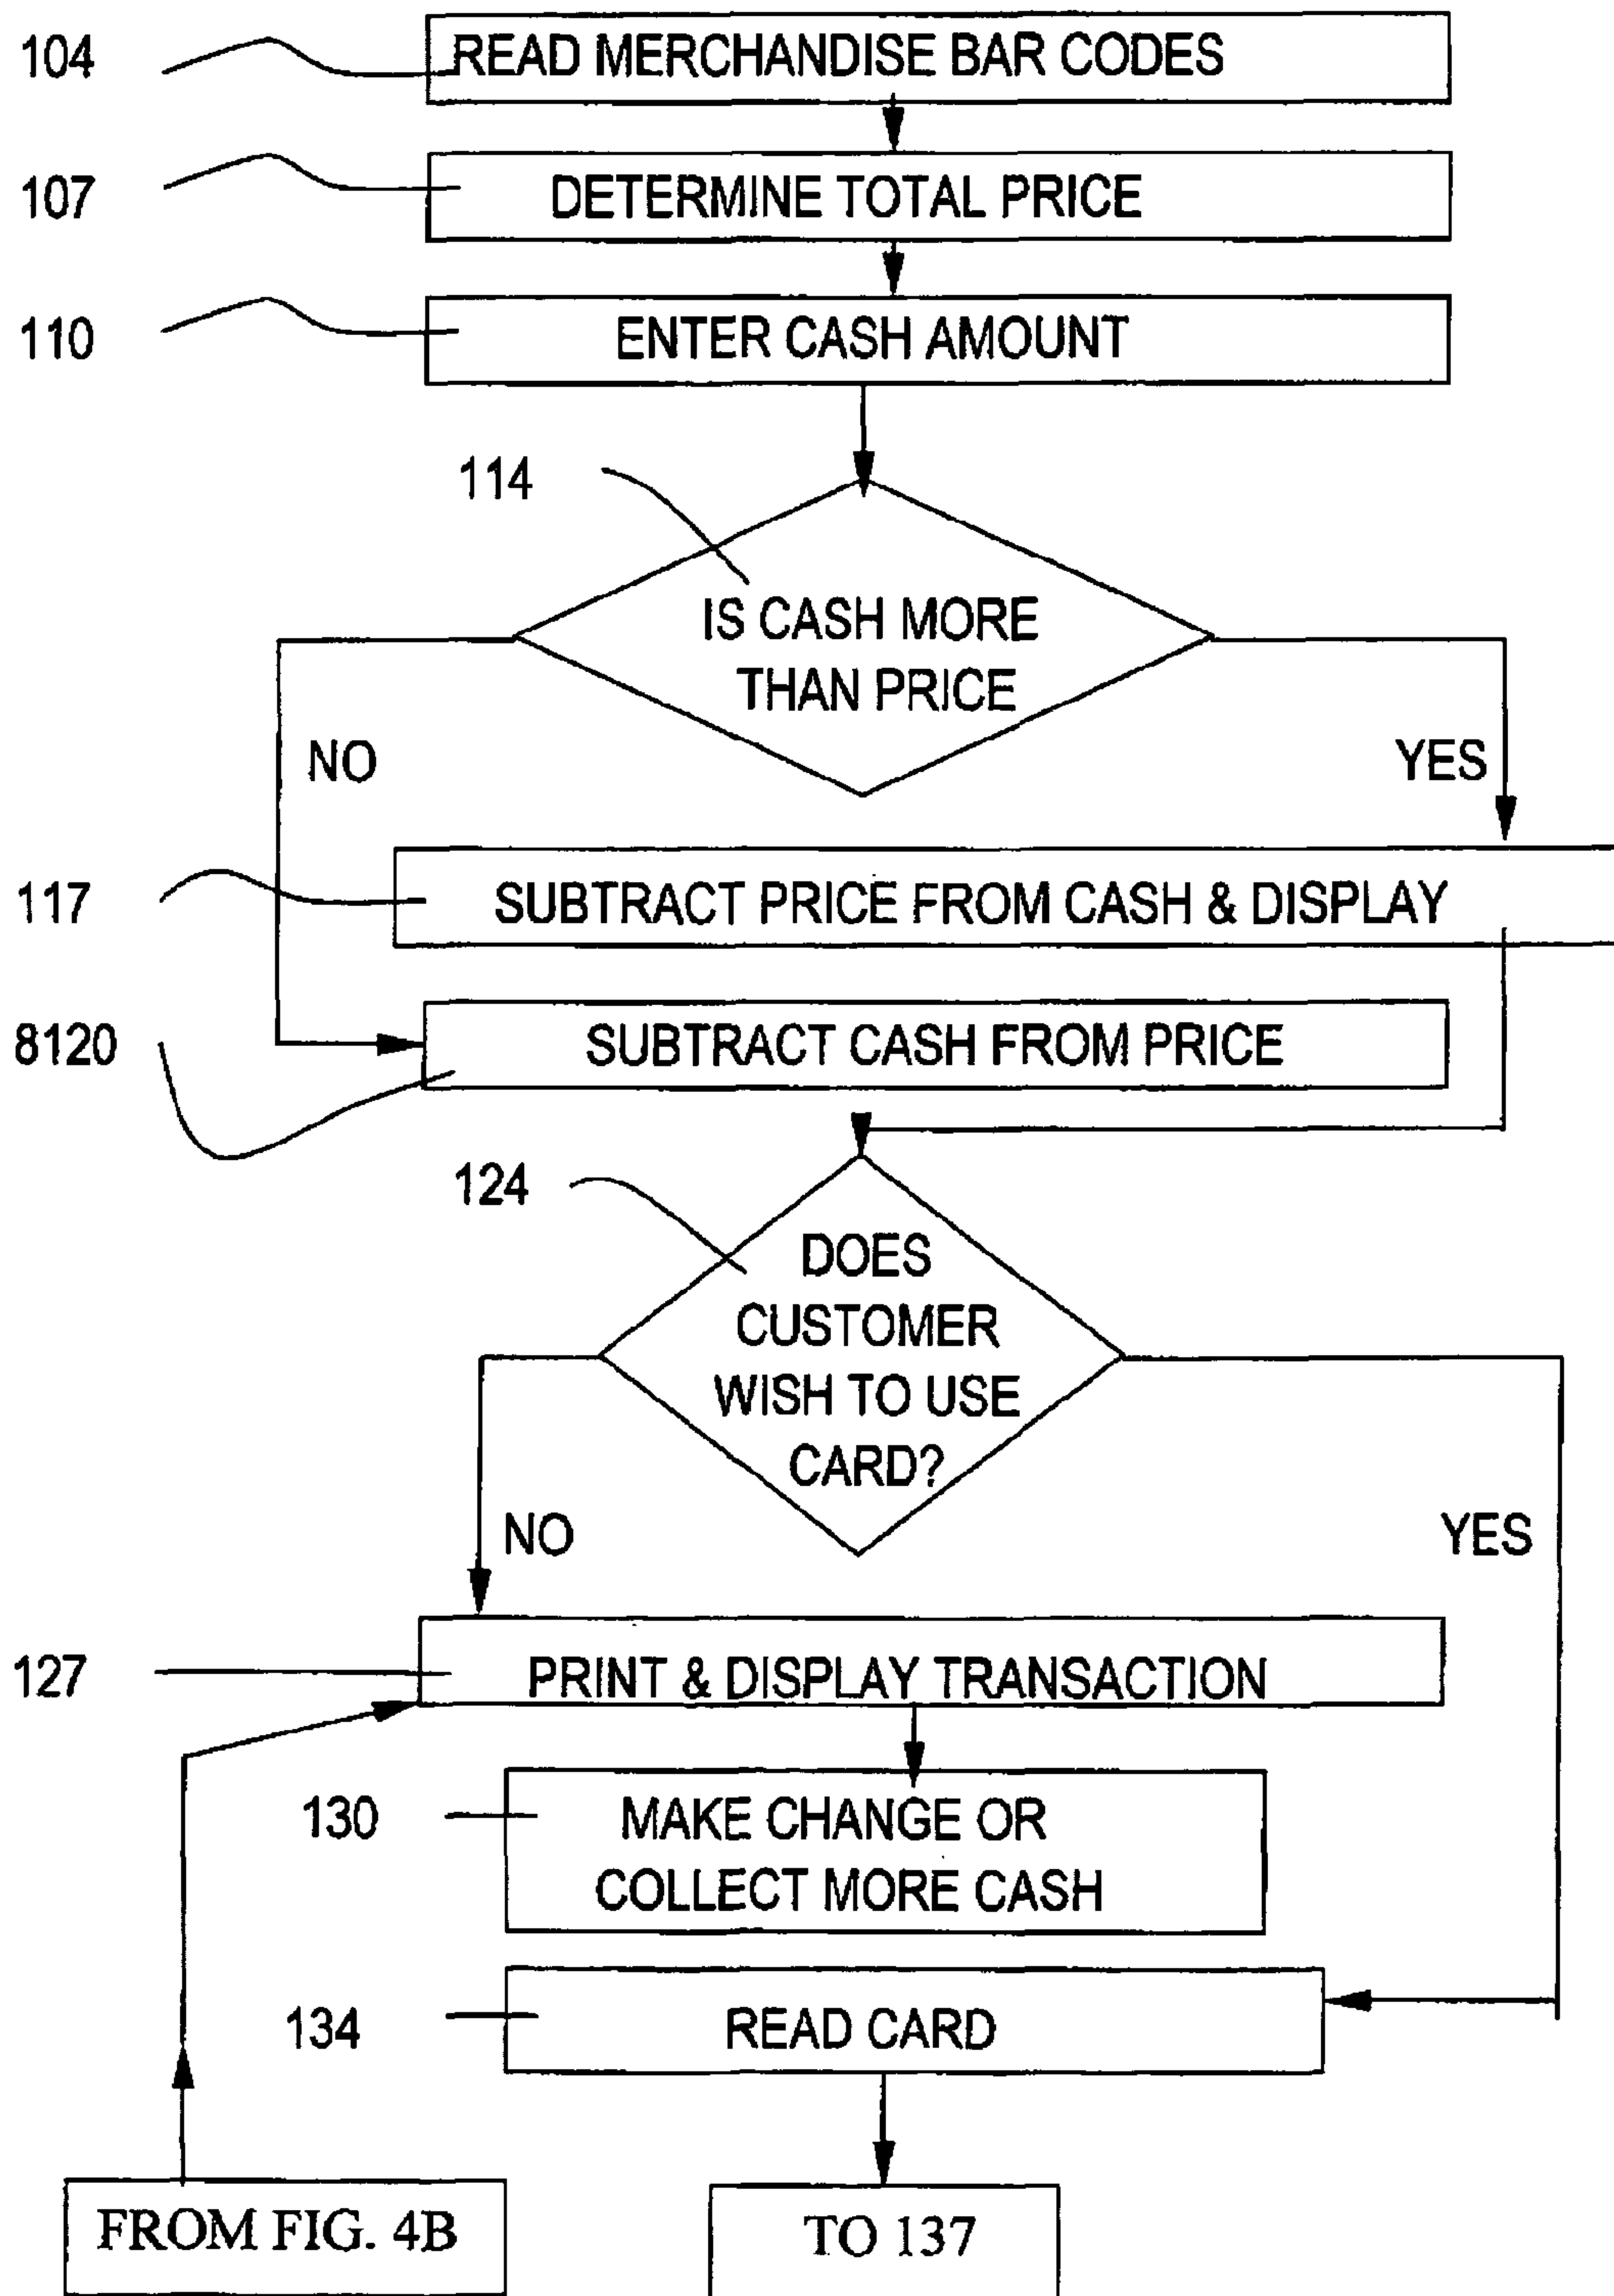 104
READ MERCHANDISE BAR CODES
107
DETERMINE TOTAL PRICE
110
ENTER CASH AMOUNT
114
IS CASH MORE
THAN PRICE
NO
YES
117
SUBTRACT PRICE FROM CASH & DISPLAY
8120
SUBTRACT CASH FROM PRICE
124
DOES
CUSTOMER
WISH TO USE
CARD?
NO
YES
127
PRINT & DISPLAY TRANSACTION
130
MAKE CHANGE OR
COLLECT MORE CASH
134
READ CARD
FROM FIG. 4B
TO 137